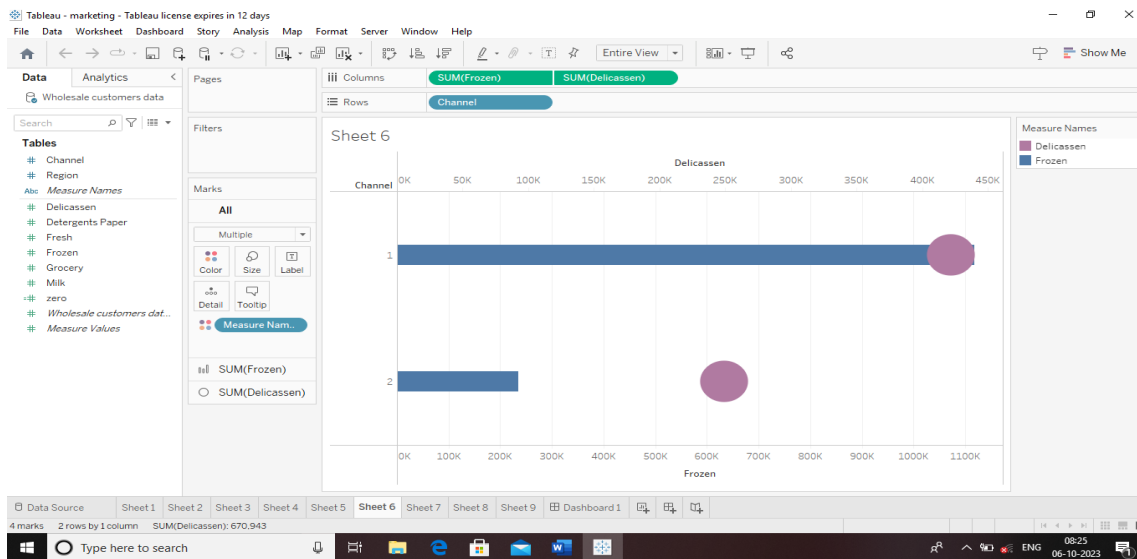 Tableau - marketing - Tableau license expires in 12 days
File Data Worksheet Dashboard Story Analysis Map Format Server Window Help
Entire View
Show Me
Data Analytics
Wholesale customers data
Search
Tables
# Channel
# Region
Abc Measure Names
# Delicassen
# Detergents Paper
# Fresh
# Frozen
# Grocery
# Milk
=# zero
# Wholesale customers dat...
# Measure Values
Pages
Filters
Marks
All
Multiple
Color Size Label
Detail Tooltip
Measure Nam..
SUM(Frozen)
SUM(Delicassen)
Columns SUM(Frozen) SUM(Delicassen)
Rows Channel
Sheet 6
Delicassen
Channel 0K 50K 100K 150K 200K 250K 300K 350K 400K 450K
1
2
0K 100K 200K 300K 400K 500K 600K 700K 800K 900K 1000K 1100K
Frozen
Measure Names
Delicassen
Frozen
Data Source Sheet 1 Sheet 2 Sheet 3 Sheet 4 Sheet 5 Sheet 6 Sheet 7 Sheet 8 Sheet 9 Dashboard 1
4 marks 2 rows by 1 column SUM(Delicassen): 670,943
Type here to search
ENG
08:25
06-10-2023